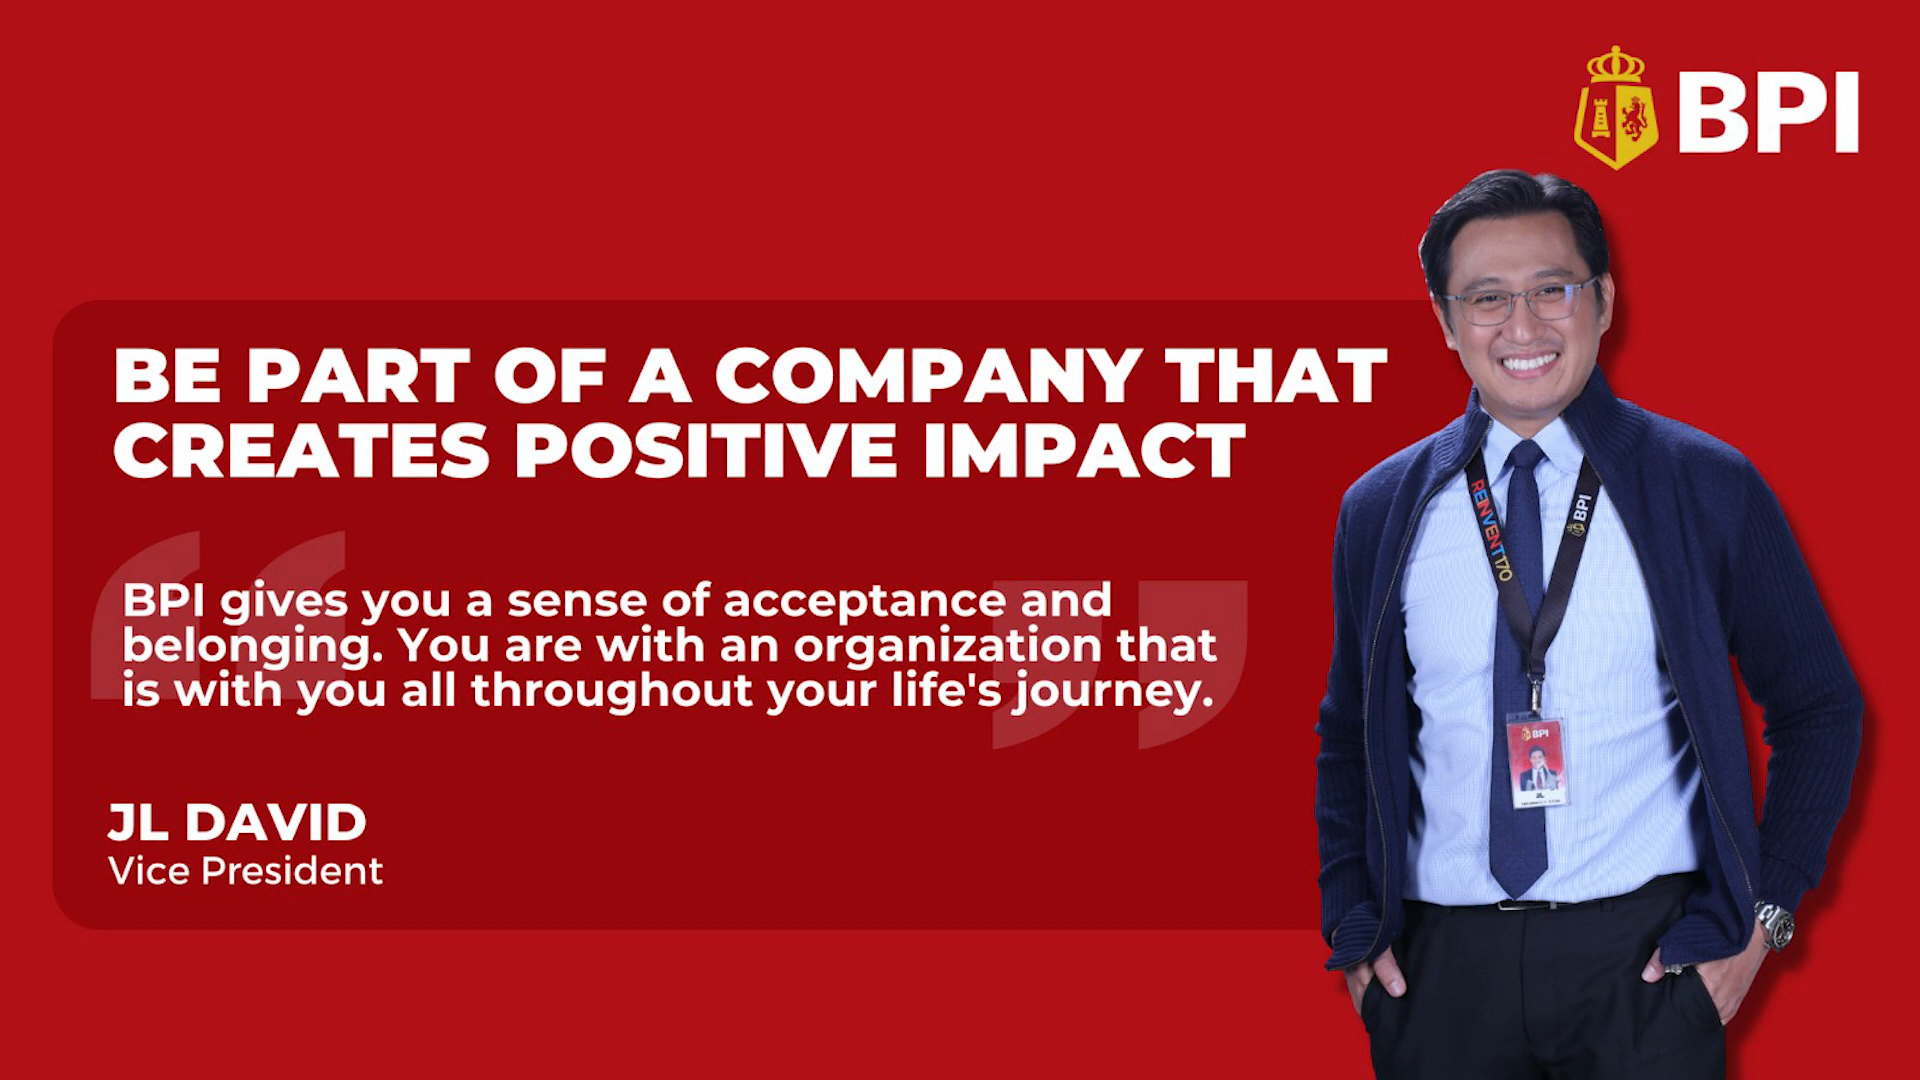 BPI
BE PART OF A COMPANY THAT
CREATES POSITIVE IMPACT
BPI gives you a sense of acceptance and
belonging. You are with an organization that
is with you all throughout your life's journey.
JL DAVID
Vice President
REINVENT170
BPI
BPI
JL